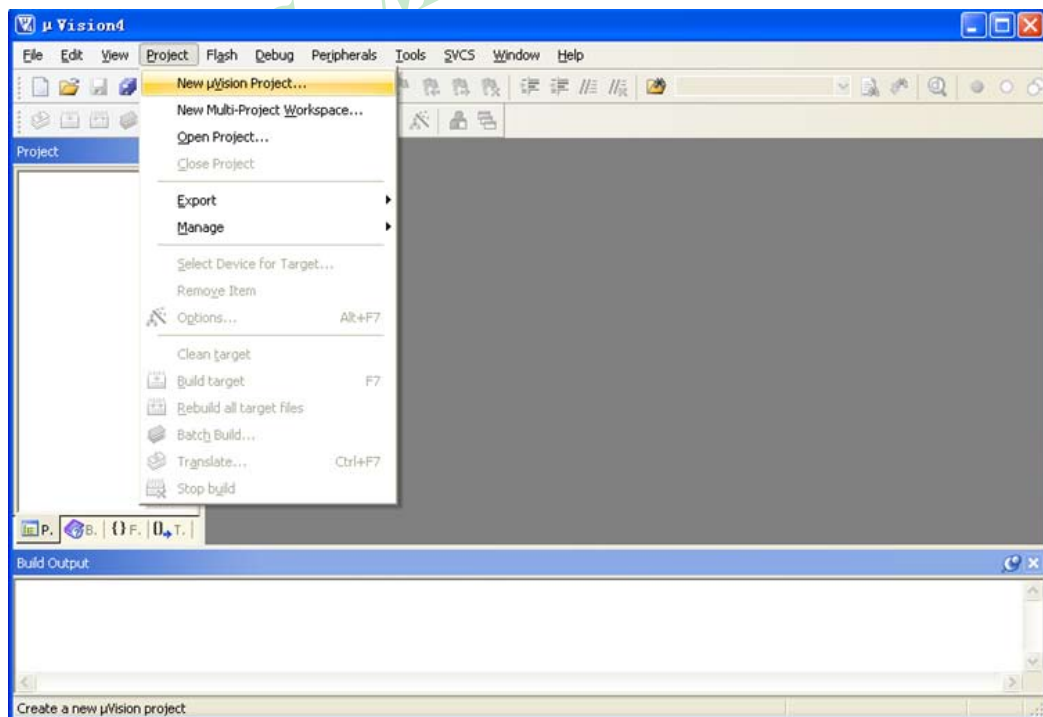 µ Vision4
File Edit View Project Flash Debug Peripherals Tools SVCS Window Help
New µVision Project...
New Multi-Project Workspace...
Open Project...
Close Project
Export
Manage
Select Device for Target...
Remove Item
Options... Alt+F7
Clean target
Build target F7
Rebuild all target files
Batch Build...
Translate... Ctrl+F7
Stop build
Project
P. B. {} F. T.
Build Output
Create a new µVision project